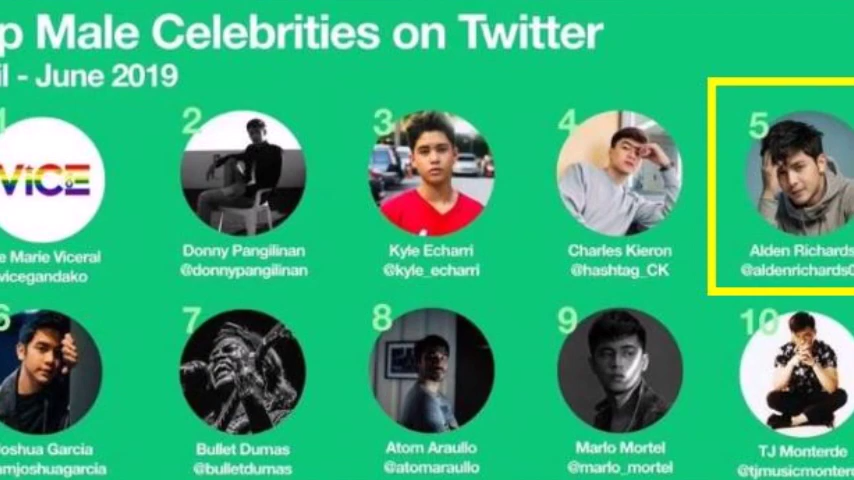 p Male Celebrities on Twitter
il - June 2019
1
2
3
4
5
VICE
e Marie Viceral
Donny Pangilinan
Kyle Echarri
Charles Kieron
Alden Richards
vicegandako
@donnypangilinan
@kyle_echarri
@hashtag_CK
@aldenrichards0
6
7
8
9
10
Joshua Garcia
Bullet Dumas
Atom Araullo
Marlo Mortel
TJ Monterde
amjoshuagarcia
@bulletdumas
@atomaraullo
@marlo_mortel
@tjmusicmonter